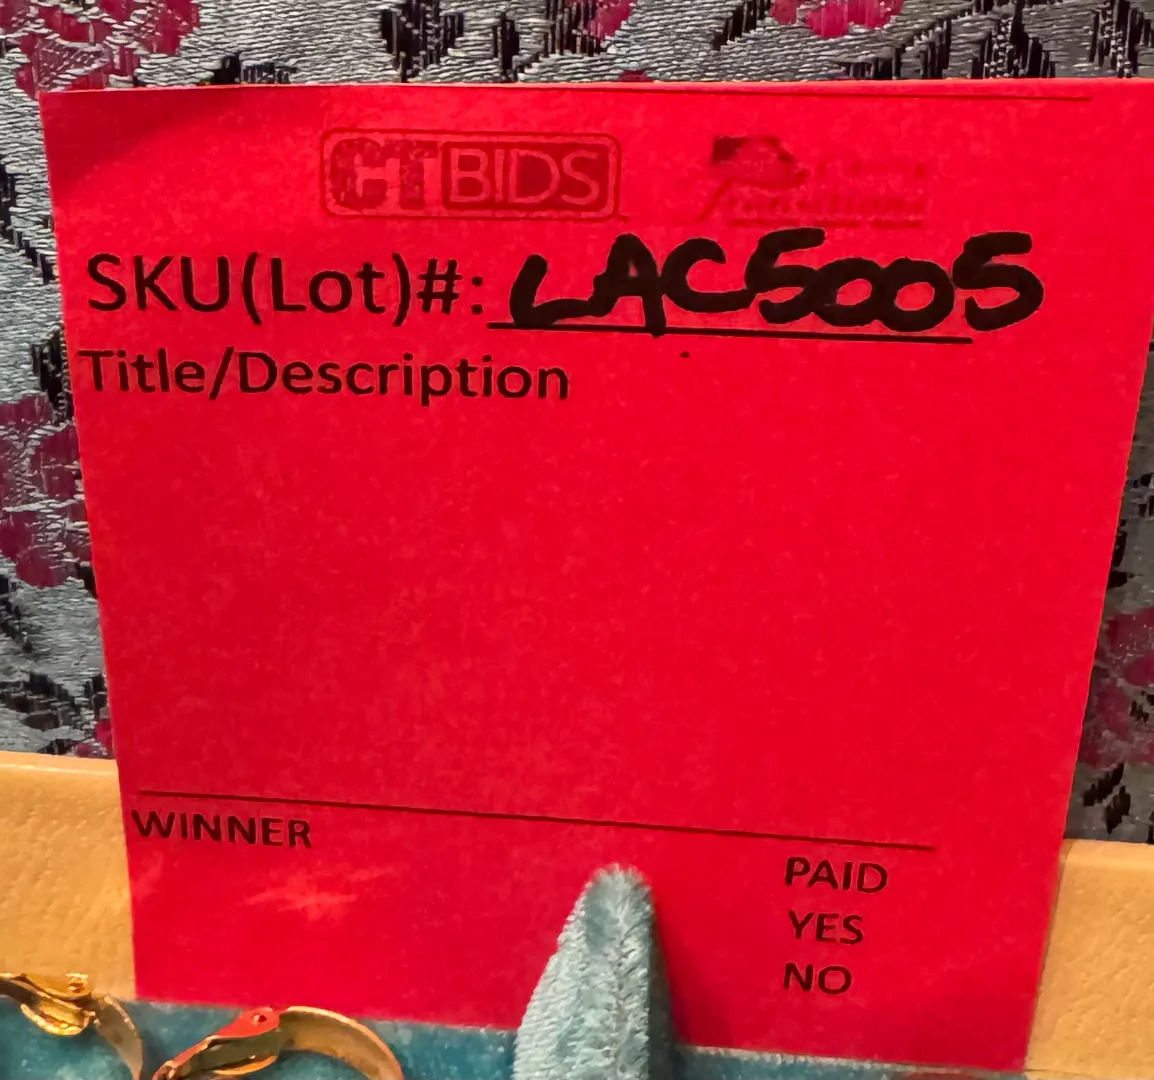 CTBIDS
SKU(Lot)#: LAC5005
Title/Description
WINNER
PAID
YES
NO